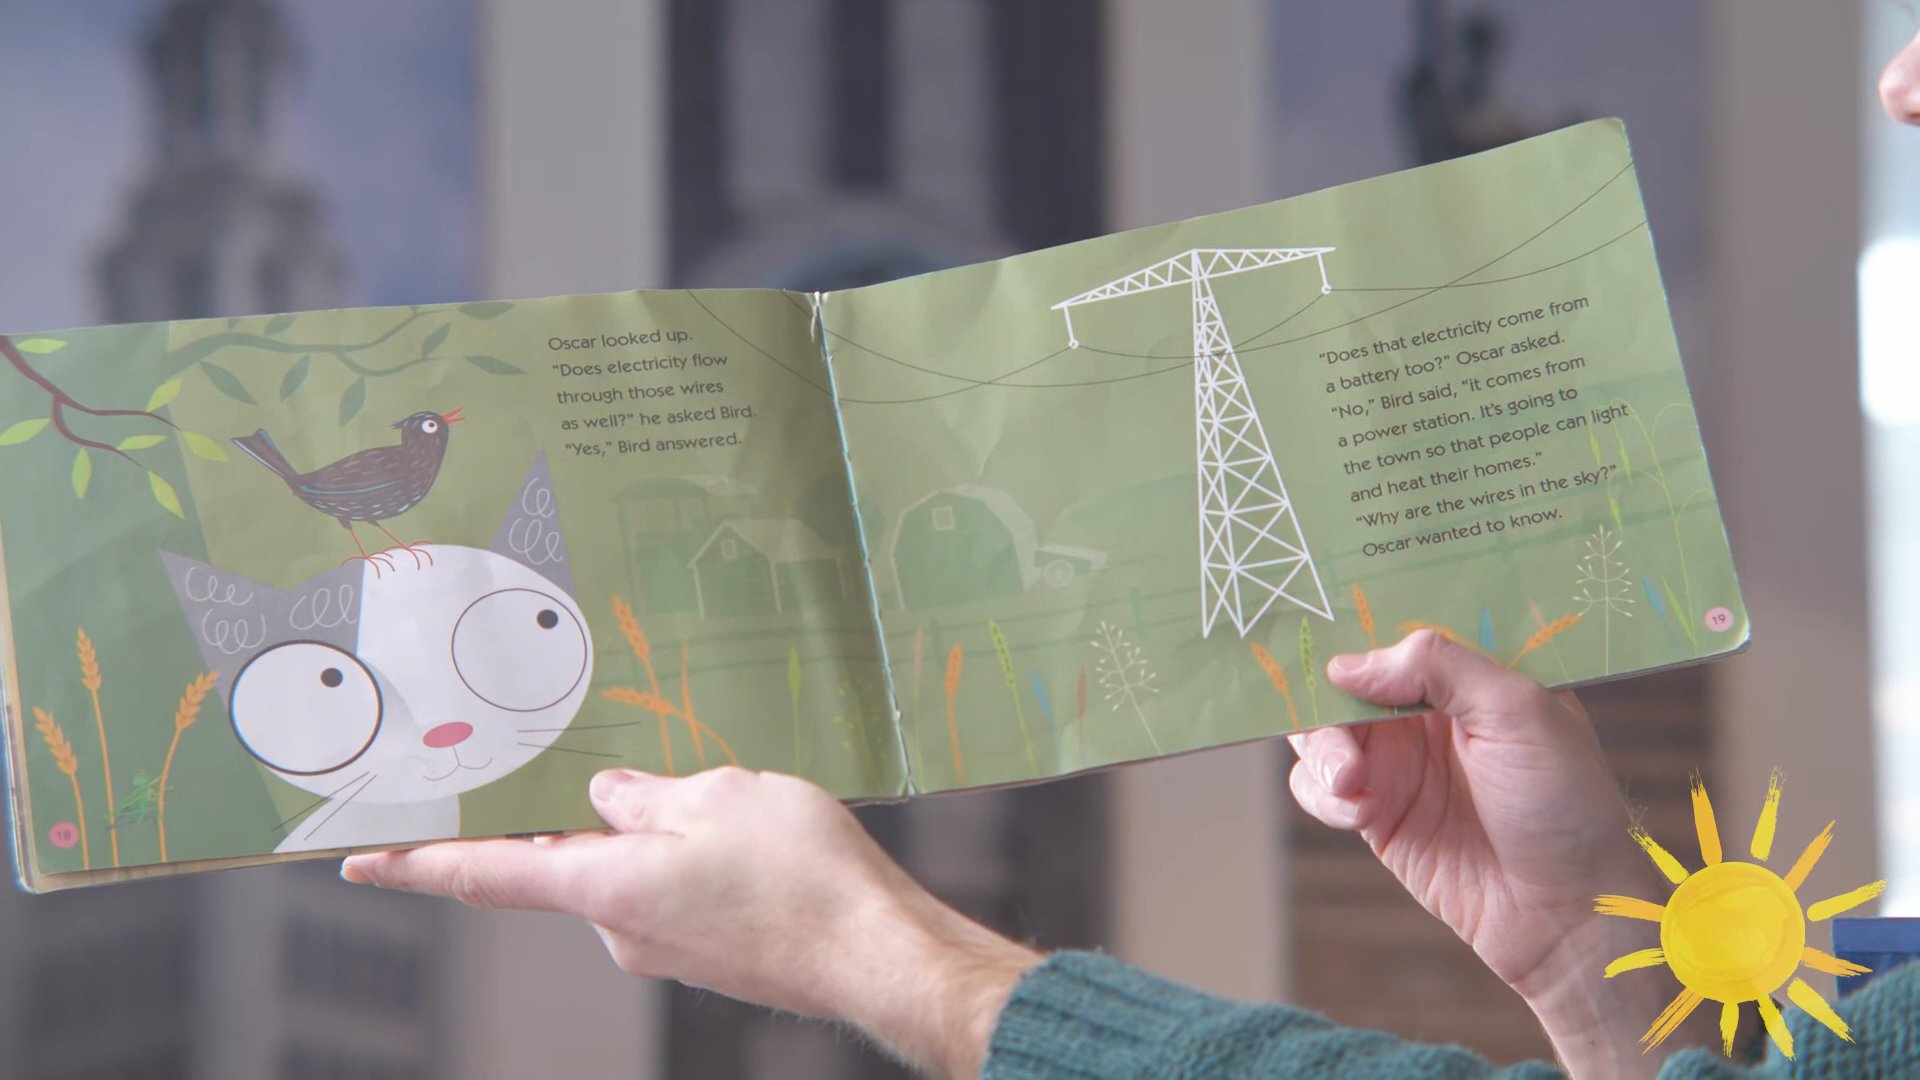 Oscar looked up.
“Does electricity flow
through those wires
as well?” he asked Bird.
“Yes,” Bird answered.
18
“Does that electricity come from
a battery too?” Oscar asked.
“No,” Bird said, “it comes from
a power station. It’s going to
the town so that people can light
and heat their homes.”
“Why are the wires in the sky?”
Oscar wanted to know.
19